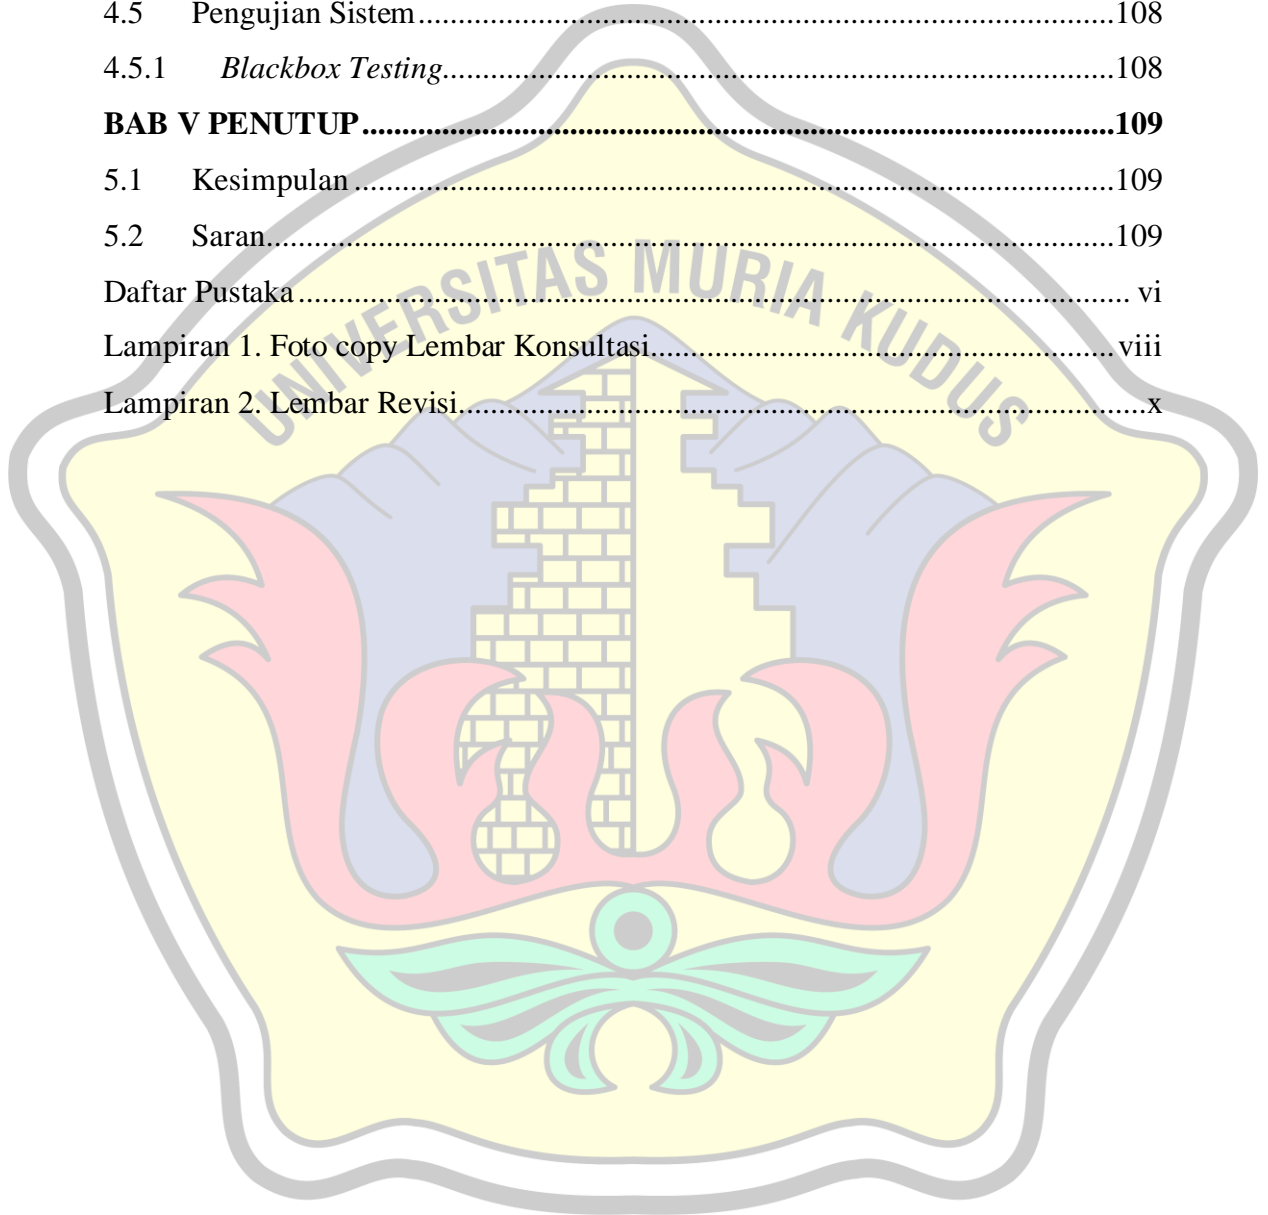 4.5 Pengujian Sistem.......................................................................................108
4.5.1 Blackbox Testing....................................................................................108
BAB V PENUTUP..............................................................................................109
5.1 Kesimpulan...............................................................................................109
5.2 Saran..........................................................................................................109
Daftar Pustaka........................................................................................................ vi
Lampiran 1. Foto copy Lembar Konsultasi.......................................................... viii
Lampiran 2. Lembar Revisi......................................................................................x
UNIVERSITAS MURIA KUDUS